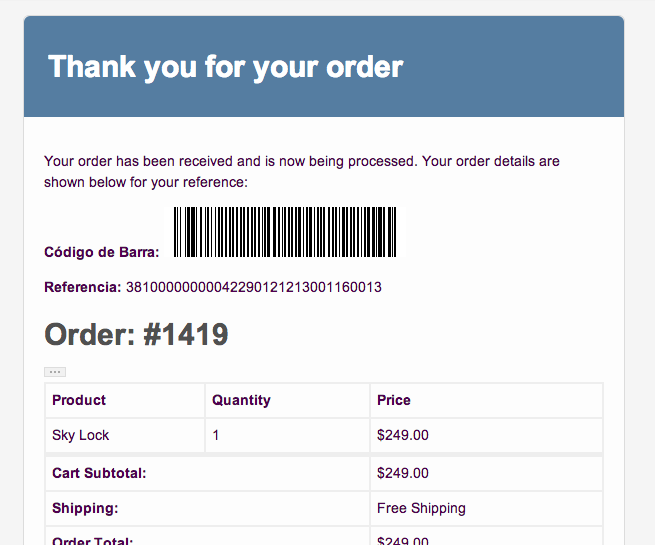 Thank you for your order
Your order has been received and is now being processed. Your order details are
shown below for your reference:
Código de Barra:
Referencia: 38100000000042290121213001160013
Order: #1419
Product Quantity Price
Sky Lock 1 $249.00
Cart Subtotal: $249.00
Shipping: Free Shipping
Order Total: $249.00